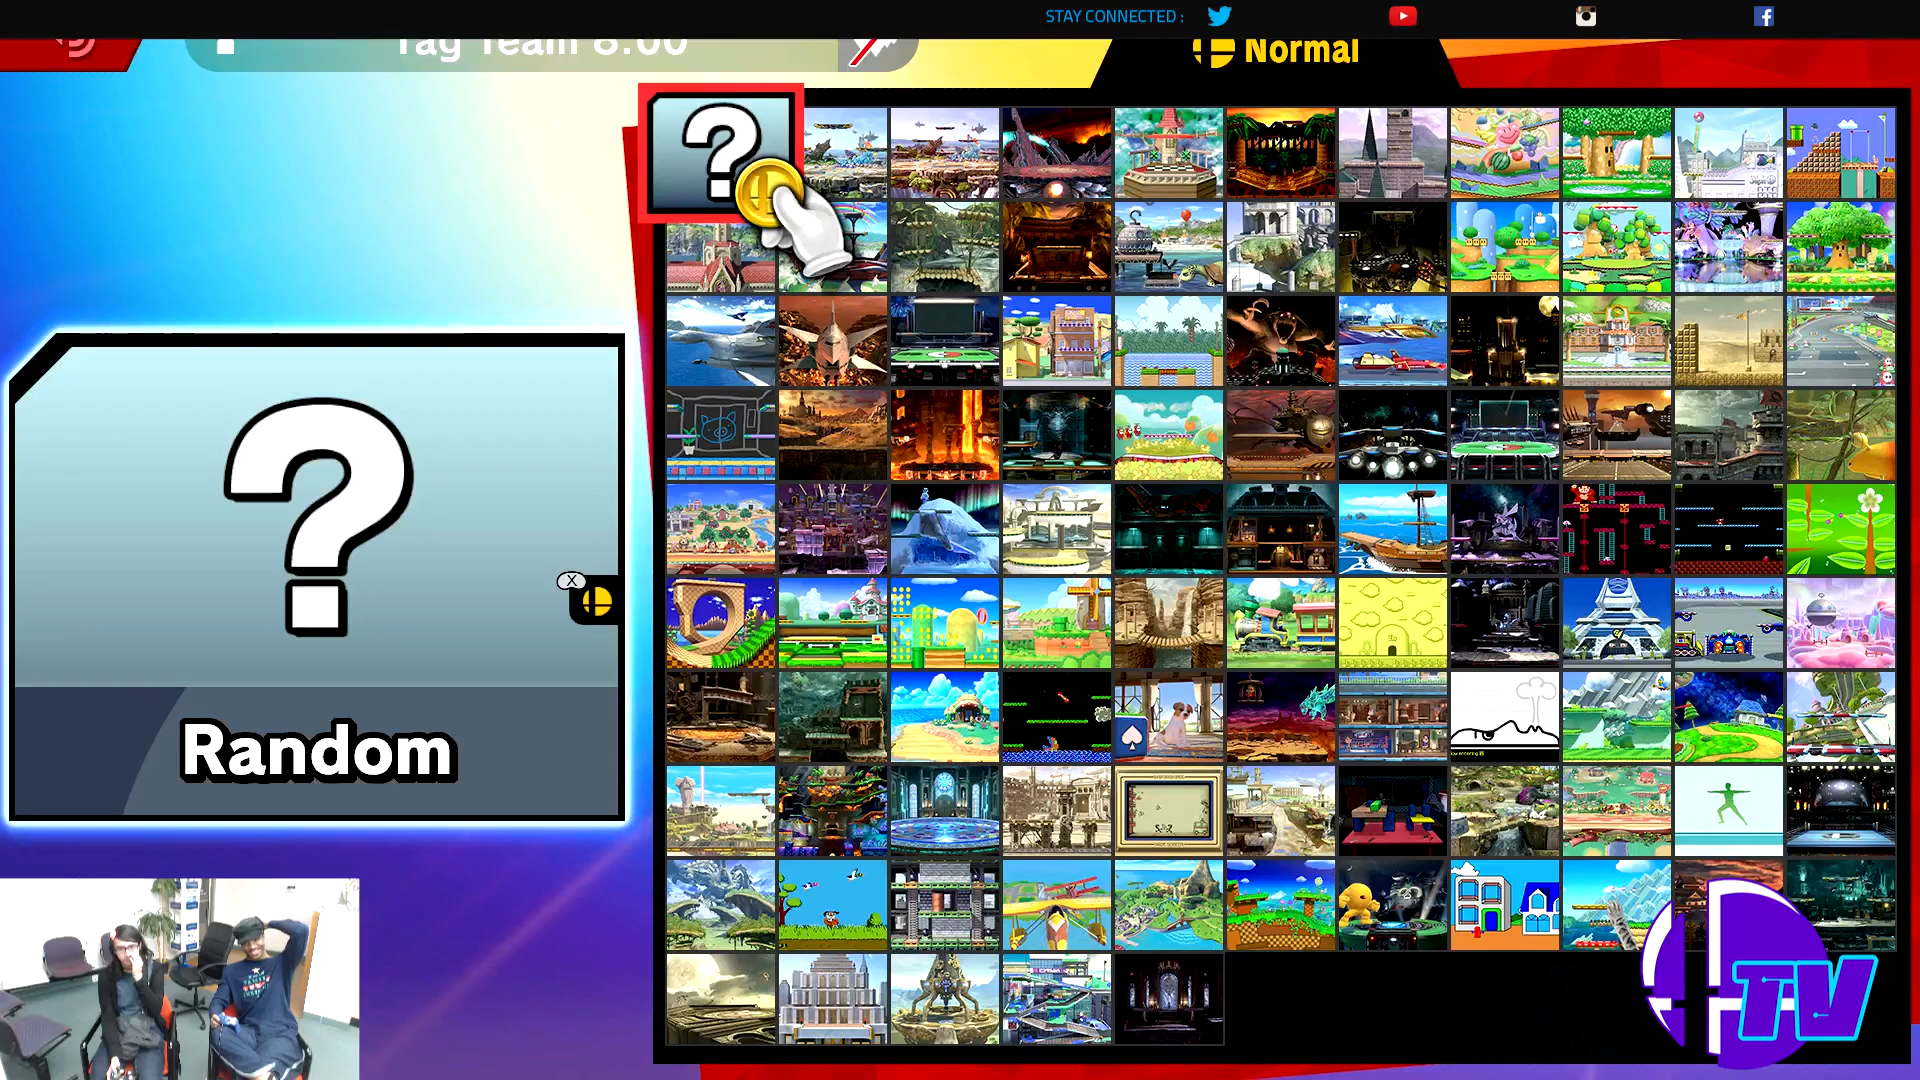 STAY CONNECTED :
Tag Team 8:00
Normal
X
Random
TV